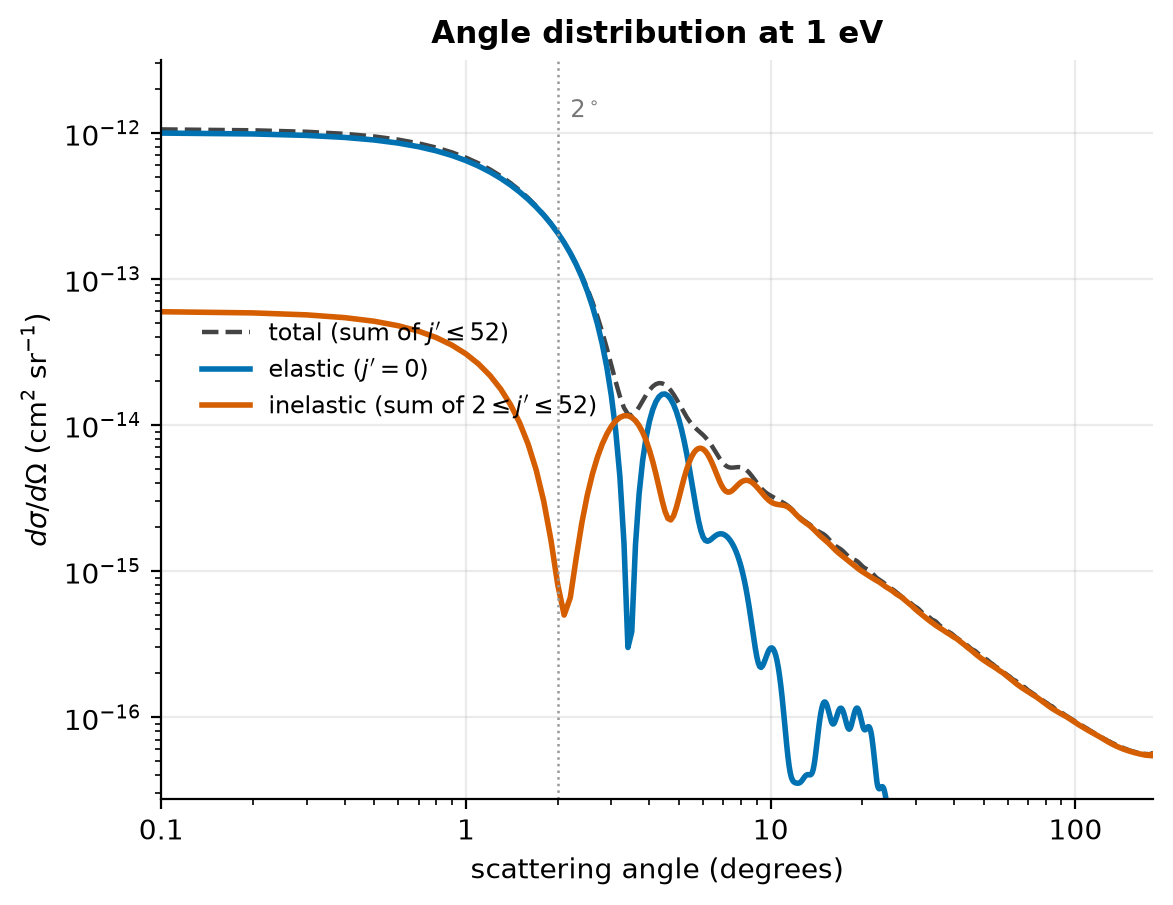 Angle distribution at 1 eV
2°
10⁻¹²
10⁻¹³
10⁻¹⁴
10⁻¹⁵
10⁻¹⁶
dσ/dΩ (cm² sr⁻¹)
total (sum of j′ ≤ 52)
elastic (j′ = 0)
inelastic (sum of 2 ≤ j′ ≤ 52)
0.1 1 10 100
scattering angle (degrees)